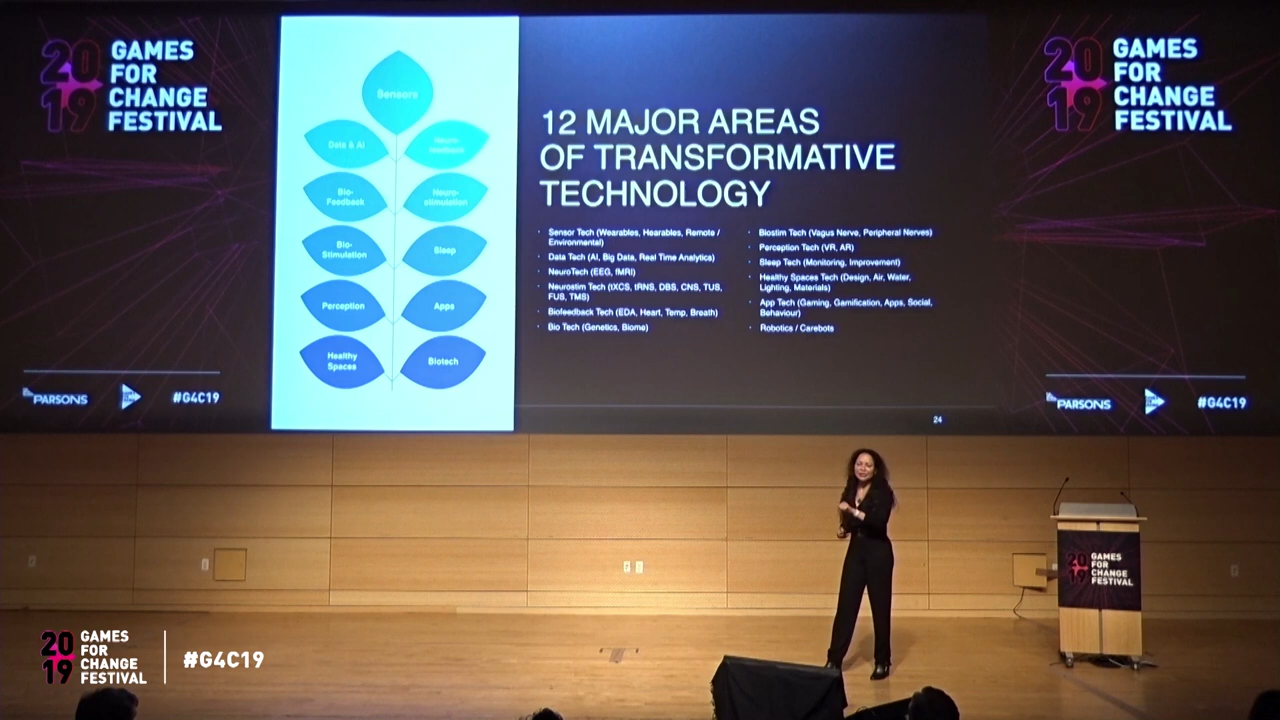 2019
GAMES
FOR
CHANGE
FESTIVAL
PARSONS
#G4C19
Sensors
Data & AI
Neuro-
feedback
Bio-
Feedback
Neuro-
stimulation
Bio-
Stimulation
Sleep
Perception
Apps
Healthy
Spaces
Biotech
12 MAJOR AREAS
OF TRANSFORMATIVE
TECHNOLOGY
· Sensor Tech (Wearables, Hearables, Remote /
Environmental)
· Data Tech (AI, Big Data, Real Time Analytics)
· NeuroTech (EEG, fMRI)
· Neurostim Tech (tXCS, tRNS, DBS, CNS, TUS,
FUS, TMS)
· Biofeedback Tech (EDA, Heart, Temp, Breath)
· Bio Tech (Genetics, Biome)
· Biostim Tech (Vagus Nerve, Peripheral Nerves)
· Perception Tech (VR, AR)
· Sleep Tech (Monitoring, Improvement)
· Healthy Spaces Tech (Design, Air, Water,
Lighting, Materials)
· App Tech (Gaming, Gamification, Apps, Social,
Behaviour)
· Robotics / Carebots
24
2019
GAMES
FOR
CHANGE
FESTIVAL
PARSONS
#G4C19
2019
GAMES
FOR
CHANGE
FESTIVAL
2019
GAMES
FOR
CHANGE
FESTIVAL
#G4C19